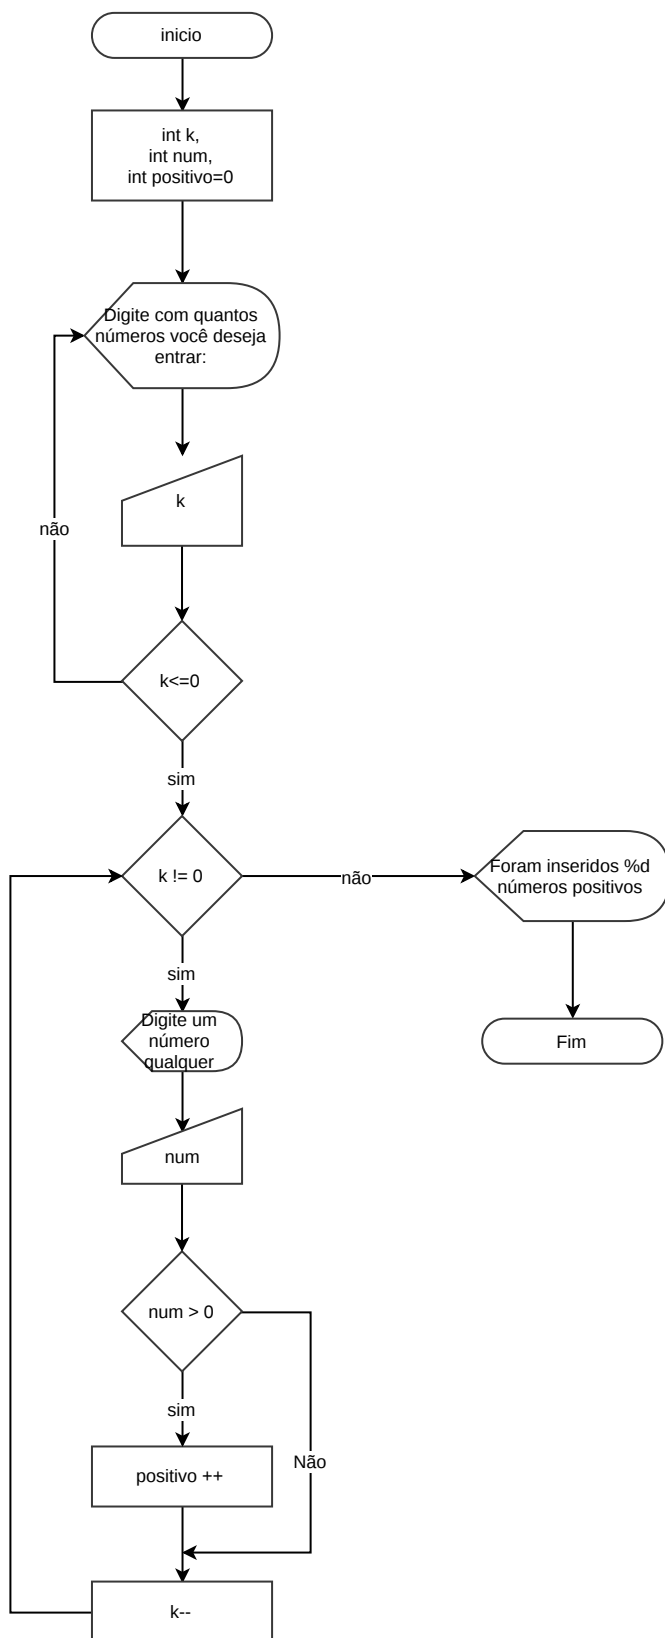 inicio
int k,
int num,
int positivo=0
Digite com quantos
números você deseja
entrar:
k
não
k<=0
sim
k != 0
não
Foram inseridos %d
números positivos
sim
Digite um
número
qualquer
Fim
num
num > 0
sim
Não
positivo ++
k--